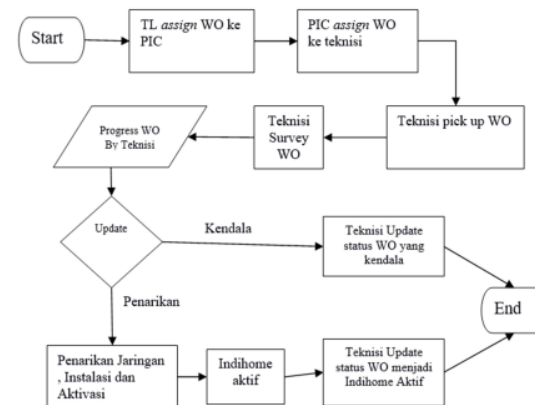 Start
TL assign WO ke
PIC
PIC assign WO
ke teknisi
Teknisi pick up WO
Teknisi
Survey
WO
Progress WO
By Teknisi
Update
Kendala
Teknisi Update
status WO yang
kendala
Penarikan
End
Penarikan Jaringan
, Instalasi dan
Aktivasi
Indihome
aktif
Teknisi Update
status WO menjadi
Indihome Aktif